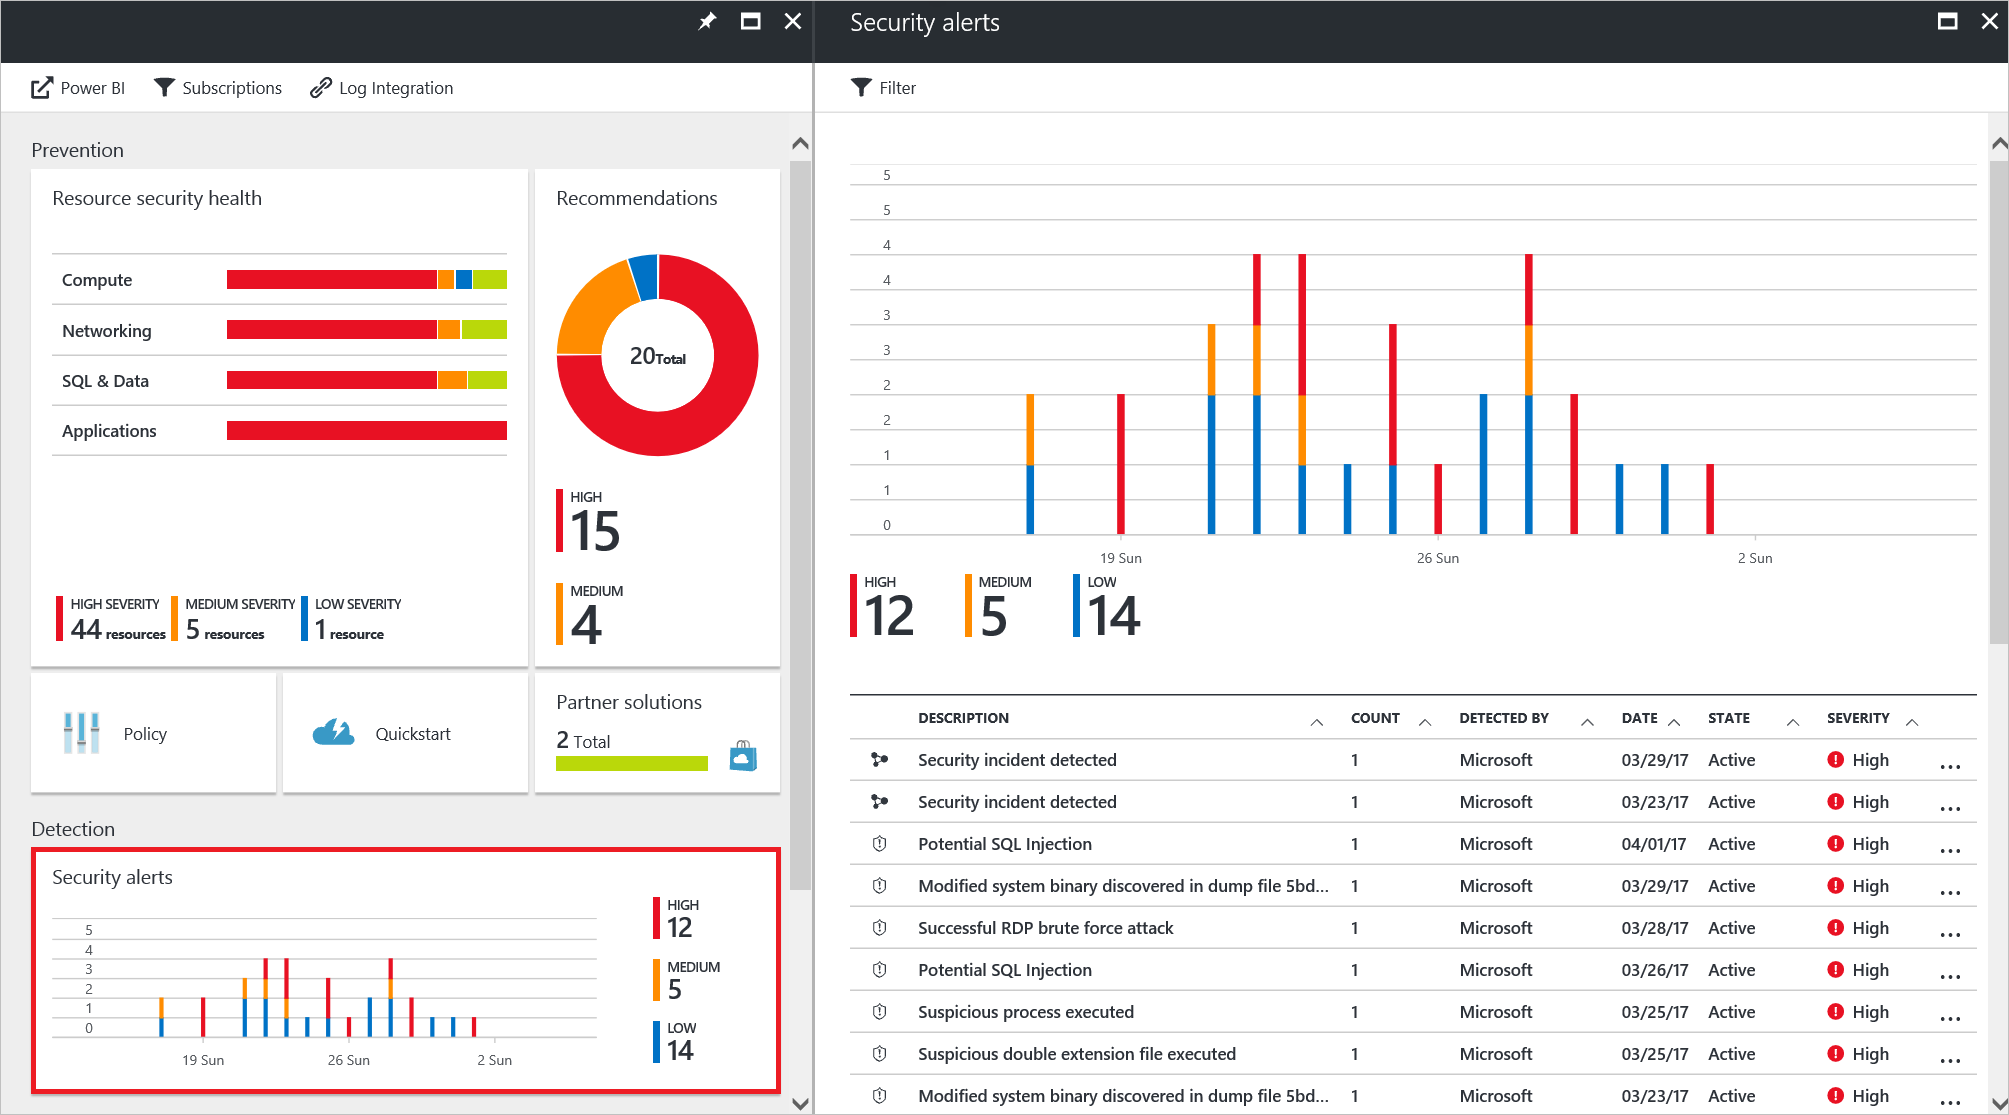 Power BI
Subscriptions
Log Integration
Prevention
Resource security health
Compute
Networking
SQL & Data
Applications
HIGH SEVERITY
44 resources
MEDIUM SEVERITY
5 resources
LOW SEVERITY
1 resource
Recommendations
20Total
HIGH
15
MEDIUM
4
Policy
Quickstart
Partner solutions
2 Total
Detection
Security alerts
5
4
3
2
1
0
19 Sun
26 Sun
2 Sun
HIGH
12
MEDIUM
5
LOW
14
Security alerts
Filter
5
5
4
4
3
3
2
2
1
1
0
19 Sun
26 Sun
2 Sun
HIGH
12
MEDIUM
5
LOW
14
DESCRIPTION COUNT DETECTED BY DATE STATE SEVERITY
Security incident detected 1 Microsoft 03/29/17 Active High ...
Security incident detected 1 Microsoft 03/23/17 Active High ...
Potential SQL Injection 1 Microsoft 04/01/17 Active High ...
Modified system binary discovered in dump file 5bd... 1 Microsoft 03/29/17 Active High ...
Successful RDP brute force attack 1 Microsoft 03/28/17 Active High ...
Potential SQL Injection 1 Microsoft 03/26/17 Active High ...
Suspicious process executed 1 Microsoft 03/25/17 Active High ...
Suspicious double extension file executed 1 Microsoft 03/25/17 Active High ...
Modified system binary discovered in dump file 5bd... 1 Microsoft 03/23/17 Active High ...